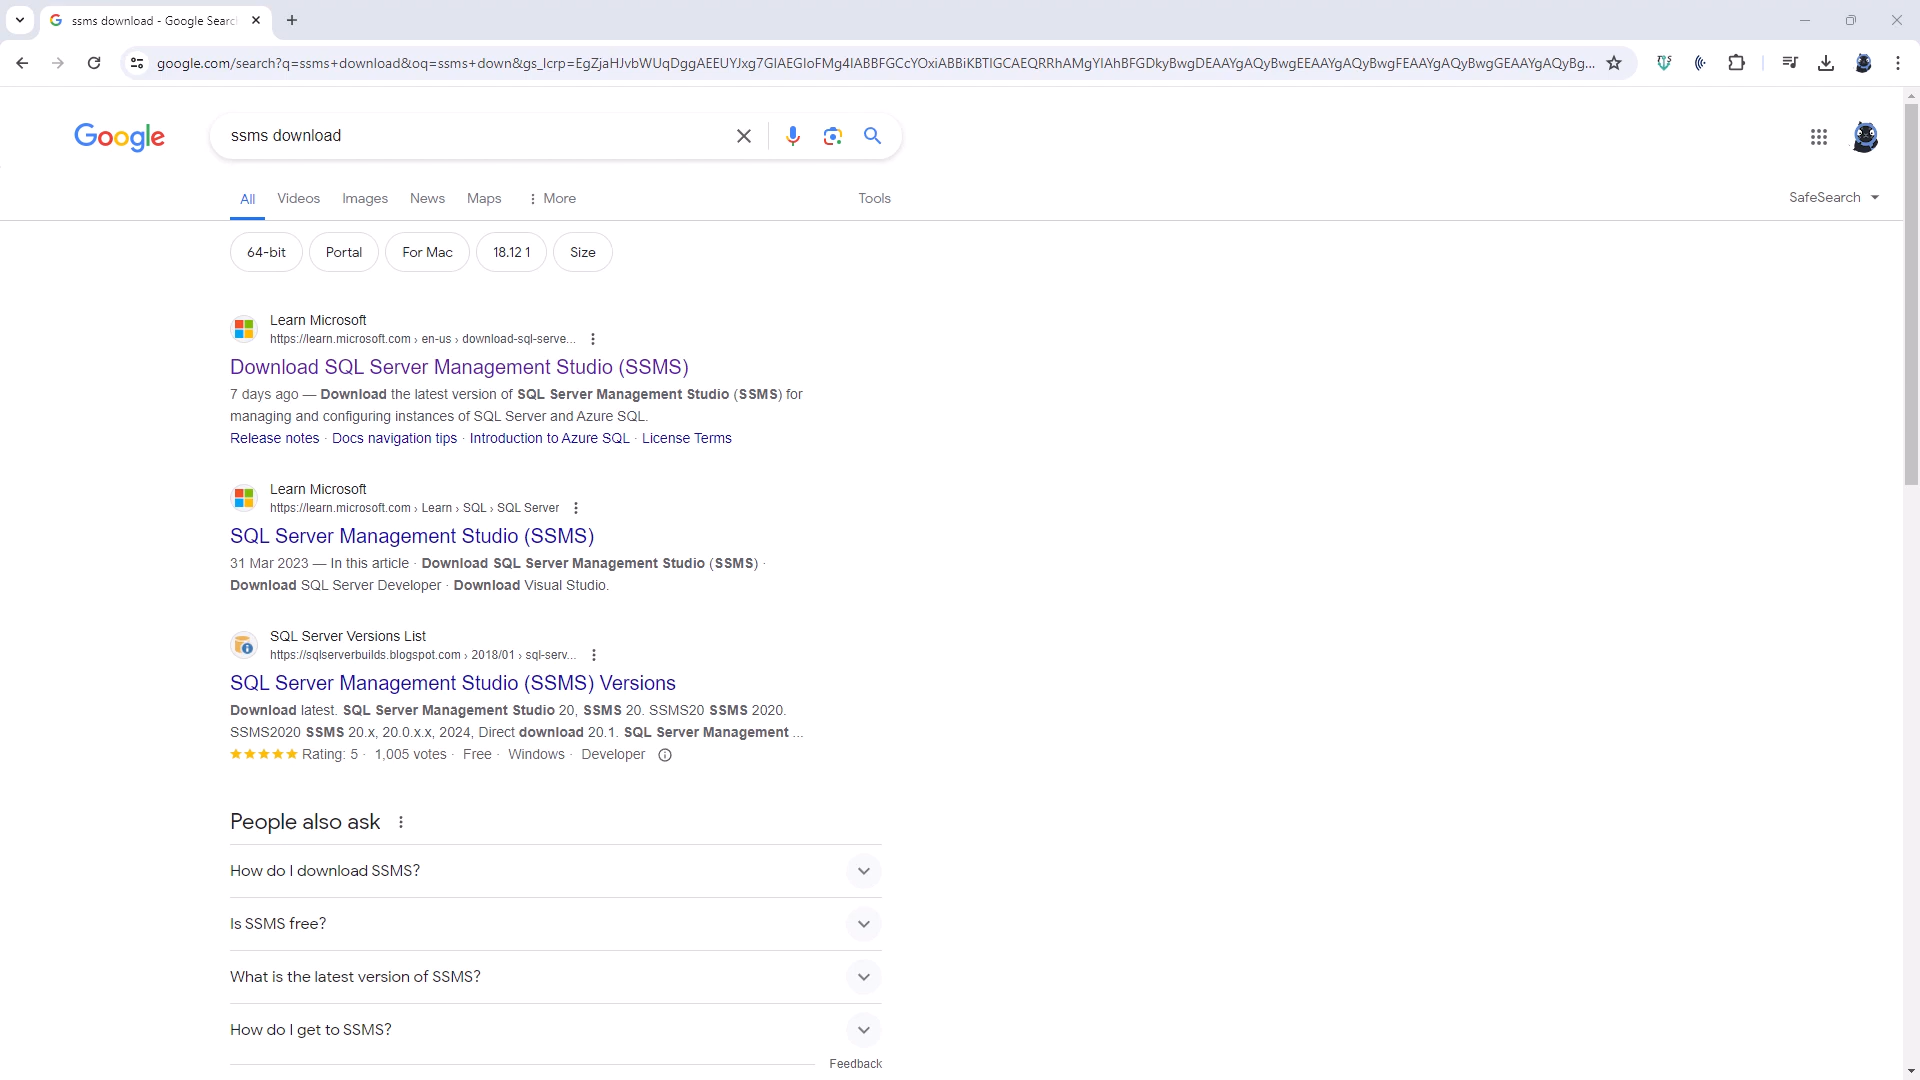 ssms download - Google Searc
google.com/search?q=ssms+download&oq=ssms+down&gs_lcrp=EgZjaHJvbWUqDggAEEUYJxg7GIAEGIoFMg4IABBFGCcYOxiABBiKBTIGCAEQRRhAMgYIAhBFGDkyBwgDEAAYgAQyBwgEEAAYgAQyBwgFEAAYgAQyBwgGEAAYgAQyBg...
Google
ssms download
All Videos Images News Maps More Tools SafeSearch
64-bit Portal For Mac 18.12 1 Size
Learn Microsoft
https://learn.microsoft.com › en-us › download-sql-serve...
Download SQL Server Management Studio (SSMS)
7 days ago — Download the latest version of SQL Server Management Studio (SSMS) for
managing and configuring instances of SQL Server and Azure SQL.
Release notes · Docs navigation tips · Introduction to Azure SQL · License Terms
Learn Microsoft
https://learn.microsoft.com › Learn › SQL › SQL Server
SQL Server Management Studio (SSMS)
31 Mar 2023 — In this article · Download SQL Server Management Studio (SSMS) ·
Download SQL Server Developer · Download Visual Studio.
SQL Server Versions List
https://sqlserverbuilds.blogspot.com › 2018/01 › sql-serv...
SQL Server Management Studio (SSMS) Versions
Download latest. SQL Server Management Studio 20, SSMS 20. SSMS20 SSMS 2020.
SSMS2020 SSMS 20.x, 20.0.x.x, 2024, Direct download 20.1. SQL Server Management ...
Rating: 5 · 1,005 votes · Free · Windows · Developer
People also ask
How do I download SSMS?
Is SSMS free?
What is the latest version of SSMS?
How do I get to SSMS?
Feedback